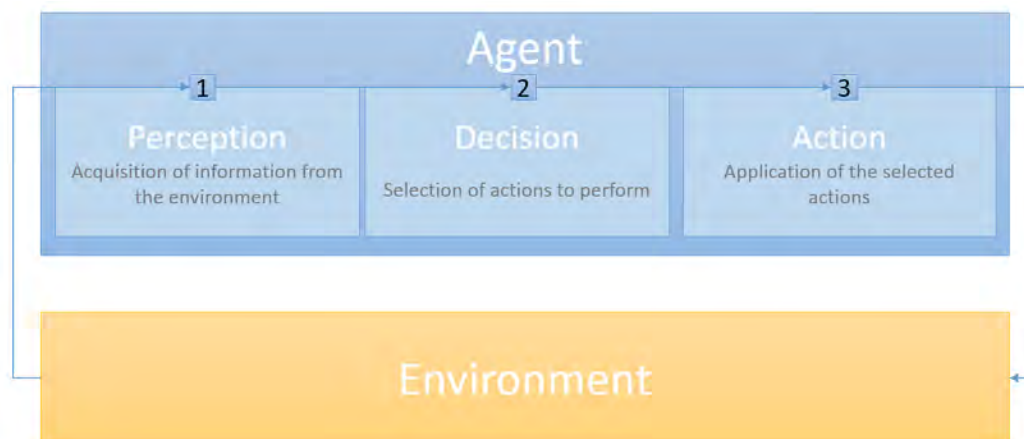 Agent
1
2
3
Perception
Acquisition of information from
the environment
Decision
Selection of actions to perform
Action
Application of the selected
actions
Environment